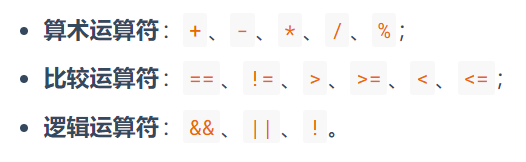 • 算术运算符：+、-、*、/、%；
• 比较运算符：==、!=、>、>=、<、<=；
• 逻辑运算符：&&、||、!。